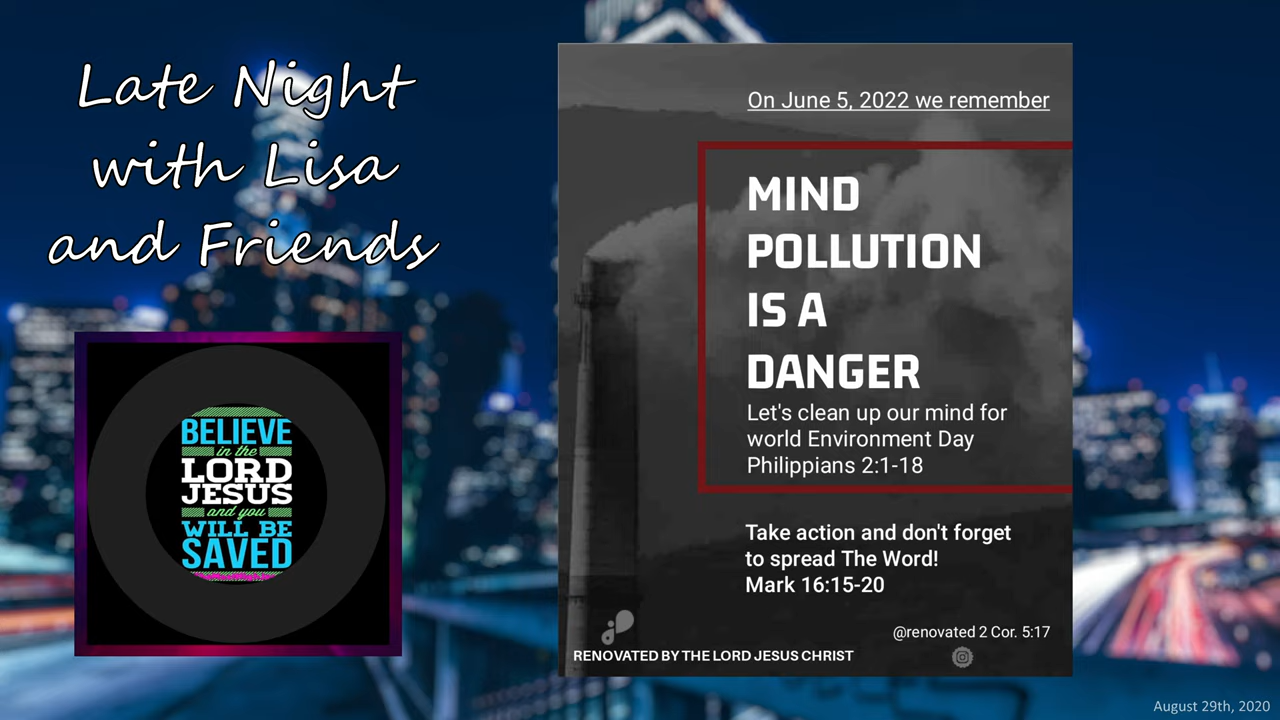 Late Night
with Lisa
and Friends
BELIEVE
in the
LORD
JESUS
and you
WILL BE
SAVED
On June 5, 2022 we remember
MIND
POLLUTION
IS A
DANGER
Let's clean up our mind for
world Environment Day
Philippians 2:1-18
Take action and don't forget
to spread The Word!
Mark 16:15-20
@renovated 2 Cor. 5:17
RENOVATED BY THE LORD JESUS CHRIST
August 29th, 2020